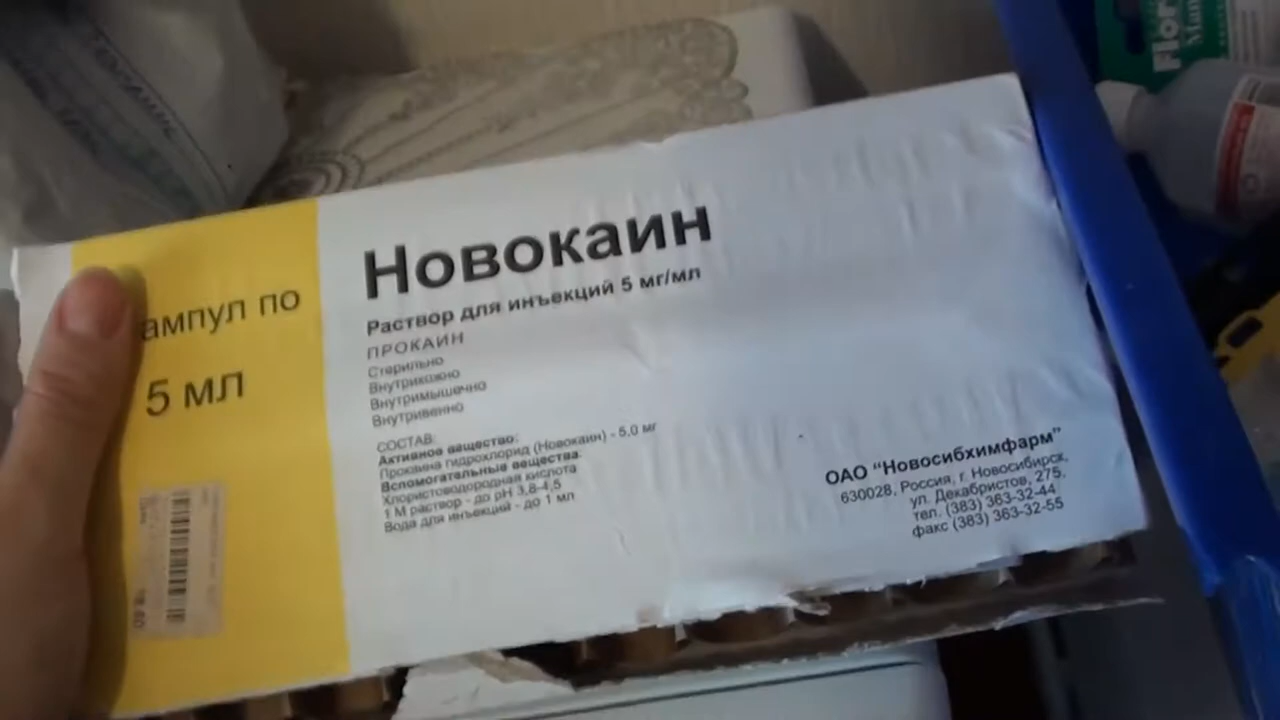 ампул по
5 мл
Новокаин
Раствор для инъекций 5 мг/мл
ПРОКАИН
Стерильно
Внутрикожно
Внутримышечно
Внутривенно
СОСТАВ:
Активное вещество:
Прокаина гидрохлорид (Новокаин) - 5,0 мг
Вспомогательные вещества:
Хлористоводородная кислота
1 М раствор - до pH 3,8-4,5
Вода для инъекций - до 1 мл
ОАО “Новосибхимфарм”
630028, Россия, г. Новосибирск,
ул. Декабристов, 275.
тел. (383) 363-32-44
факс (383) 363-32-55
Flor
Man